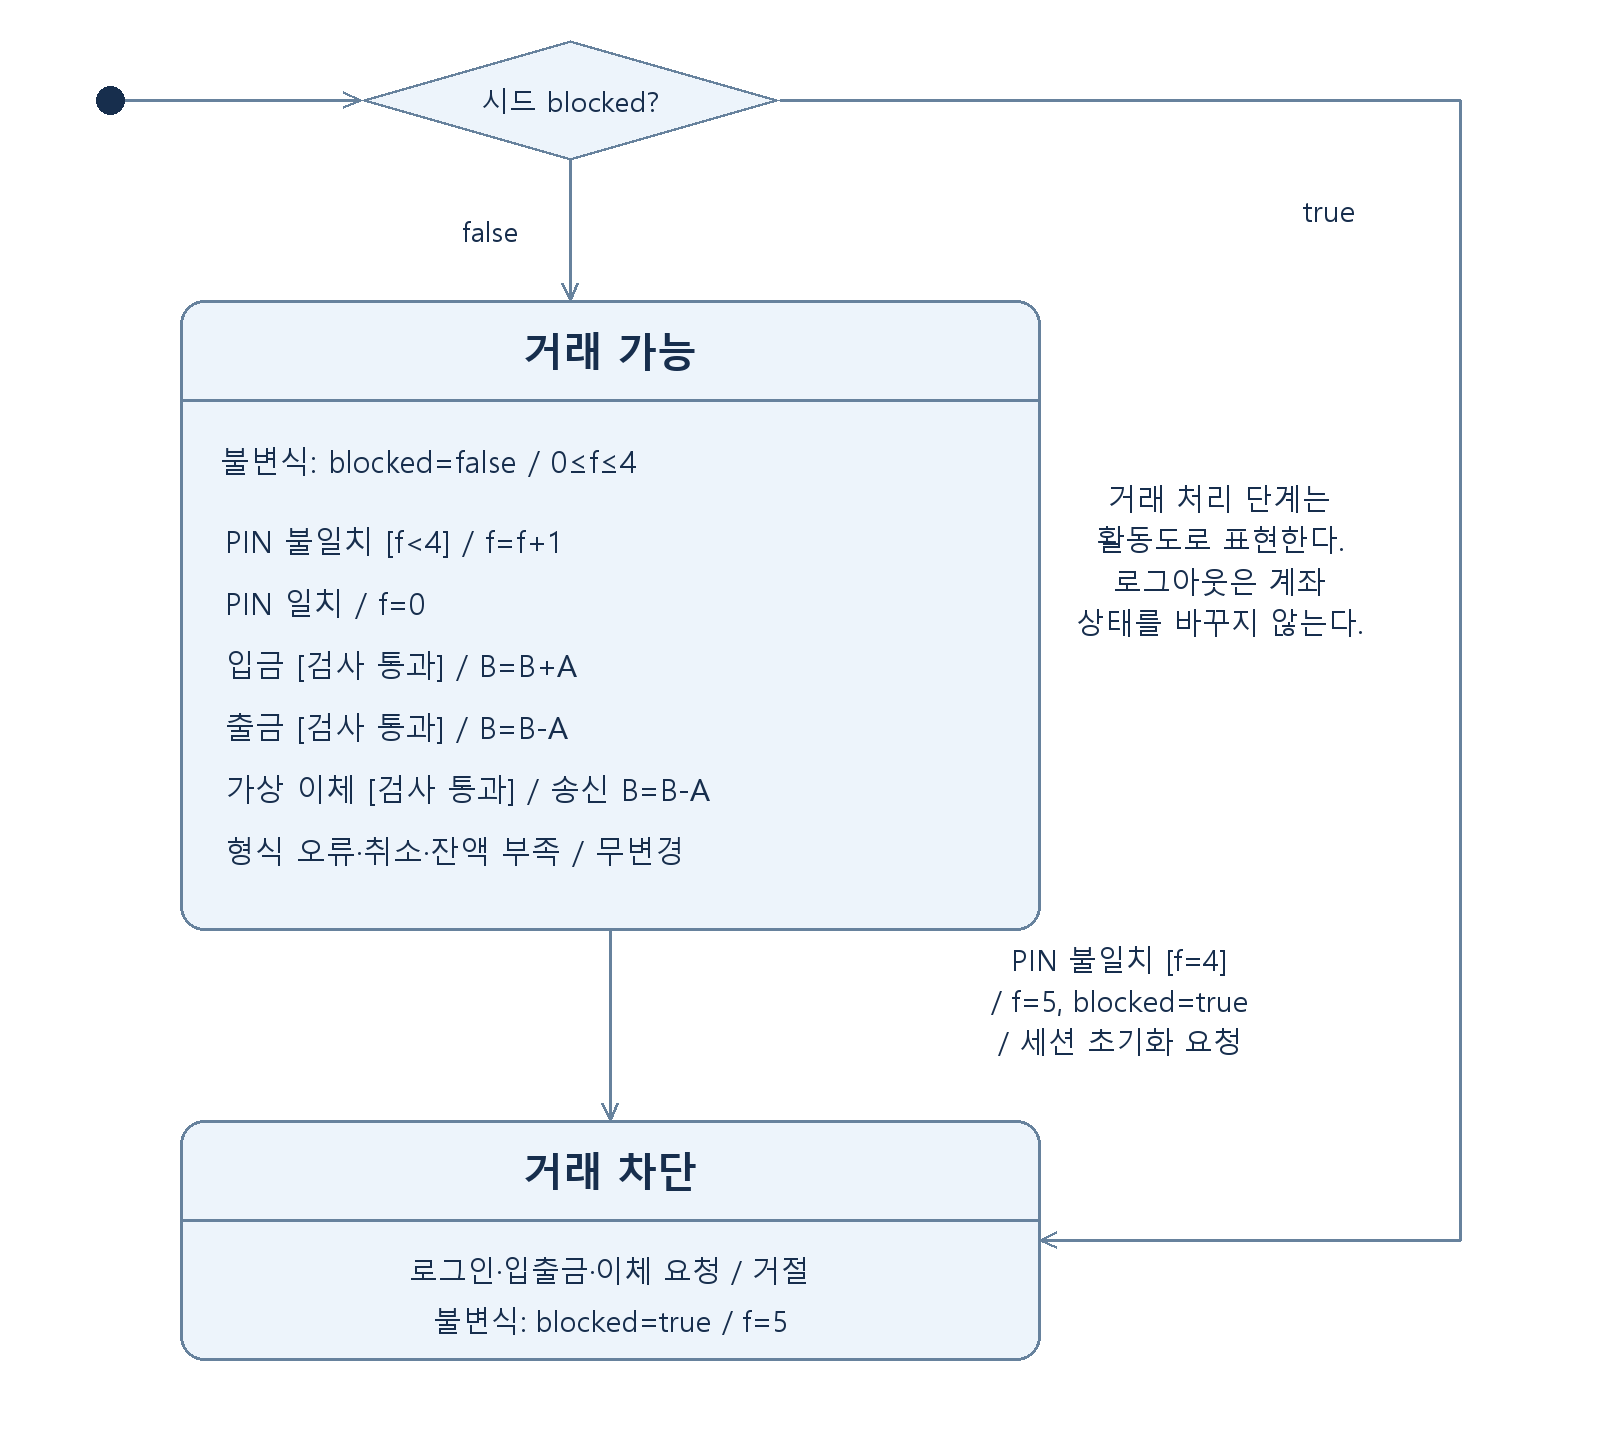 시드 blocked?
true
false
거래 가능
불변식: blocked=false / 0≤f≤4
PIN 불일치 [f<4] / f=f+1
PIN 일치 / f=0
입금 [검사 통과] / B=B+A
출금 [검사 통과] / B=B-A
가상 이체 [검사 통과] / 송신 B=B-A
형식 오류·취소·잔액 부족 / 무변경
거래 처리 단계는
활동도로 표현한다.
로그아웃은 계좌
상태를 바꾸지 않는다.
PIN 불일치 [f=4]
/ f=5, blocked=true
/ 세션 초기화 요청
거래 차단
로그인·입출금·이체 요청 / 거절
불변식: blocked=true / f=5